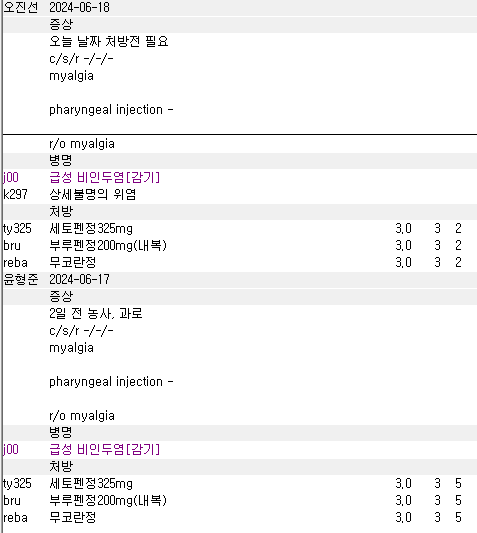 오진선 2024-06-18
증상
오늘 날짜 처방전 필요
c/s/r -/-/-
myalgia
pharyngeal injection -
r/o myalgia
병명
j00 급성 비인두염[감기]
k297 상세불명의 위염
처방
ty325 세토펜정325mg 3.0 3 2
bru 부루펜정200mg(내복) 3.0 3 2
reba 무코란정 3.0 3 2
윤형준 2024-06-17
증상
2일 전 농사, 과로
c/s/r -/-/-
myalgia
pharyngeal injection -
r/o myalgia
병명
j00 급성 비인두염[감기]
처방
ty325 세토펜정325mg 3.0 3 5
bru 부루펜정200mg(내복) 3.0 3 5
reba 무코란정 3.0 3 5